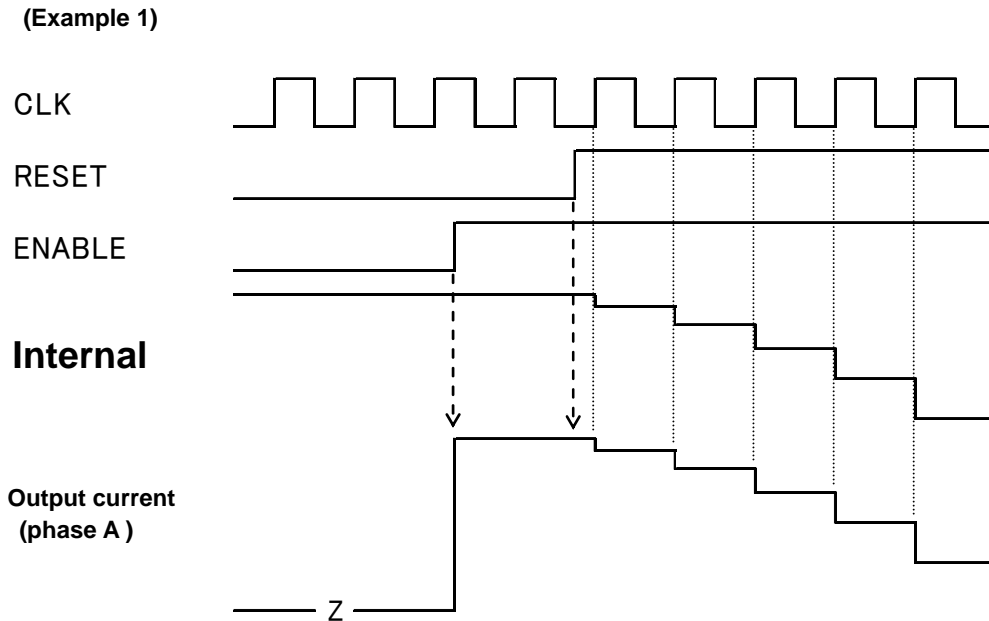 (Example 1)
CLK
RESET
ENABLE
Internal
Output current
(phase A )
Z